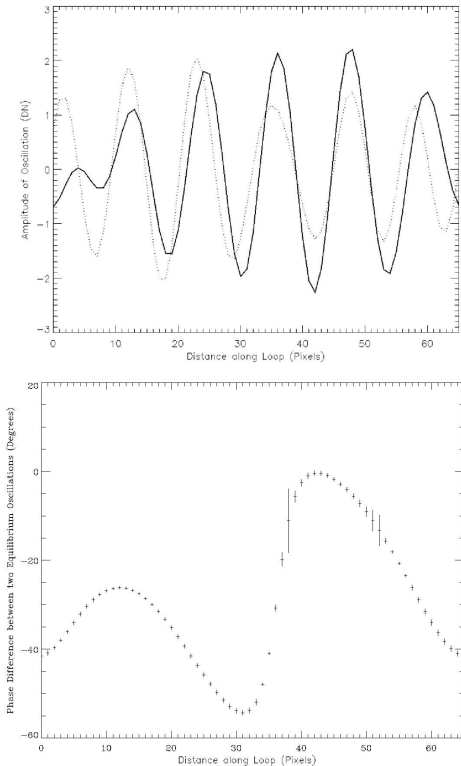 3
2
1
0
-1
-2
-3
Amplitude of Oscillation (DN)
0 10 20 30 40 50 60
Distance along Loop (Pixels)
20
0
-20
-40
-60
Phase Difference between two Equilibrium Oscillations (Degrees)
0 10 20 30 40 50 60
Distance along Loop (Pixels)